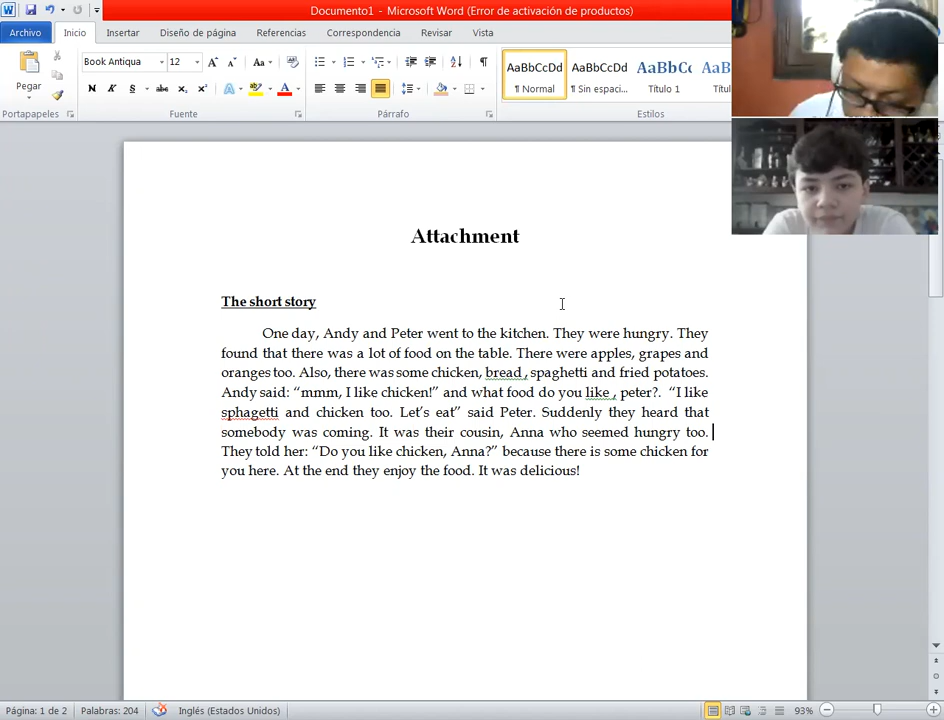 Documento1 - Microsoft Word (Error de activación de productos)
Archivo Inicio Insertar Diseño de página Referencias Correspondencia Revisar Vista
Book Antiqua 12 Aa
AaBbCcDd AaBbCcDd AaBbCc AaBb
Pegar
N K S abc x₂ x² A A
¶ Normal ¶ Sin espaci... Título 1
Portapapeles Fuente Párrafo Estilos
Attachment
The short story
One day, Andy and Peter went to the kitchen. They were hungry. They
found that there was a lot of food on the table. There were apples, grapes and
oranges too. Also, there was some chicken, bread , spaghetti and fried potatoes.
Andy said: “mmm, I like chicken!” and what food do you like , peter?. “I like
sphagetti and chicken too. Let’s eat” said Peter. Suddenly they heard that
somebody was coming. It was their cousin, Anna who seemed hungry too.
They told her: “Do you like chicken, Anna?” because there is some chicken for
you here. At the end they enjoy the food. It was delicious!
Página: 1 de 2 Palabras: 204 Inglés (Estados Unidos) 93%